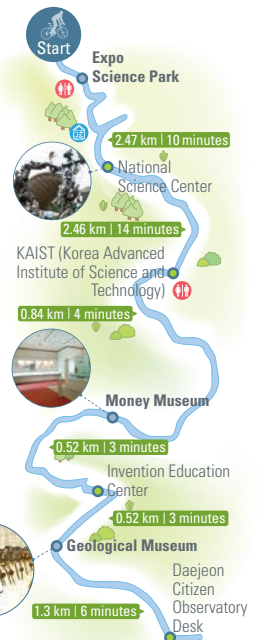 Start
Expo
Science Park
2.47 km | 10 minutes
National
Science Center
2.46 km | 14 minutes
KAIST (Korea Advanced
Institute of Science and
Technology)
0.84 km | 4 minutes
Money Museum
0.52 km | 3 minutes
Invention Education
Center
0.52 km | 3 minutes
Geological Museum
1.3 km | 6 minutes
Daejeon
Citizen
Observatory
Desk